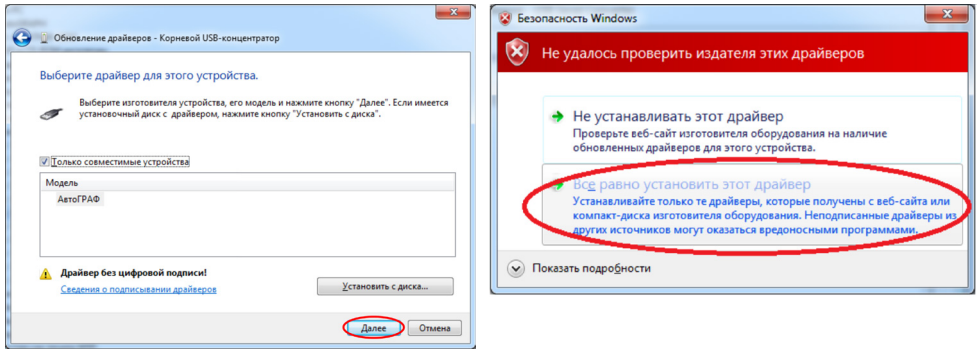 Обновление драйверов - Корневой USB-концентратор
Выберите драйвер для этого устройства.
Выберите изготовителя устройства, его модель и нажмите кнопку "Далее". Если имеется
установочный диск с драйвером, нажмите кнопку "Установить с диска".
Только совместимые устройства
Модель
АвтоГРАФ
Драйвер без цифровой подписи!
Сведения о подписывании драйверов
Установить с диска...
Далее
Отмена
Безопасность Windows
Не удалось проверить издателя этих драйверов
Не устанавливать этот драйвер
Проверьте веб-сайт изготовителя оборудования на наличие
обновленных драйверов для этого устройства.
Все равно установить этот драйвер
Устанавливайте только те драйверы, которые получены с веб-сайта или
компакт-диска изготовителя оборудования. Неподписанные драйверы из
других источников могут оказаться вредоносными программами.
Показать подробности